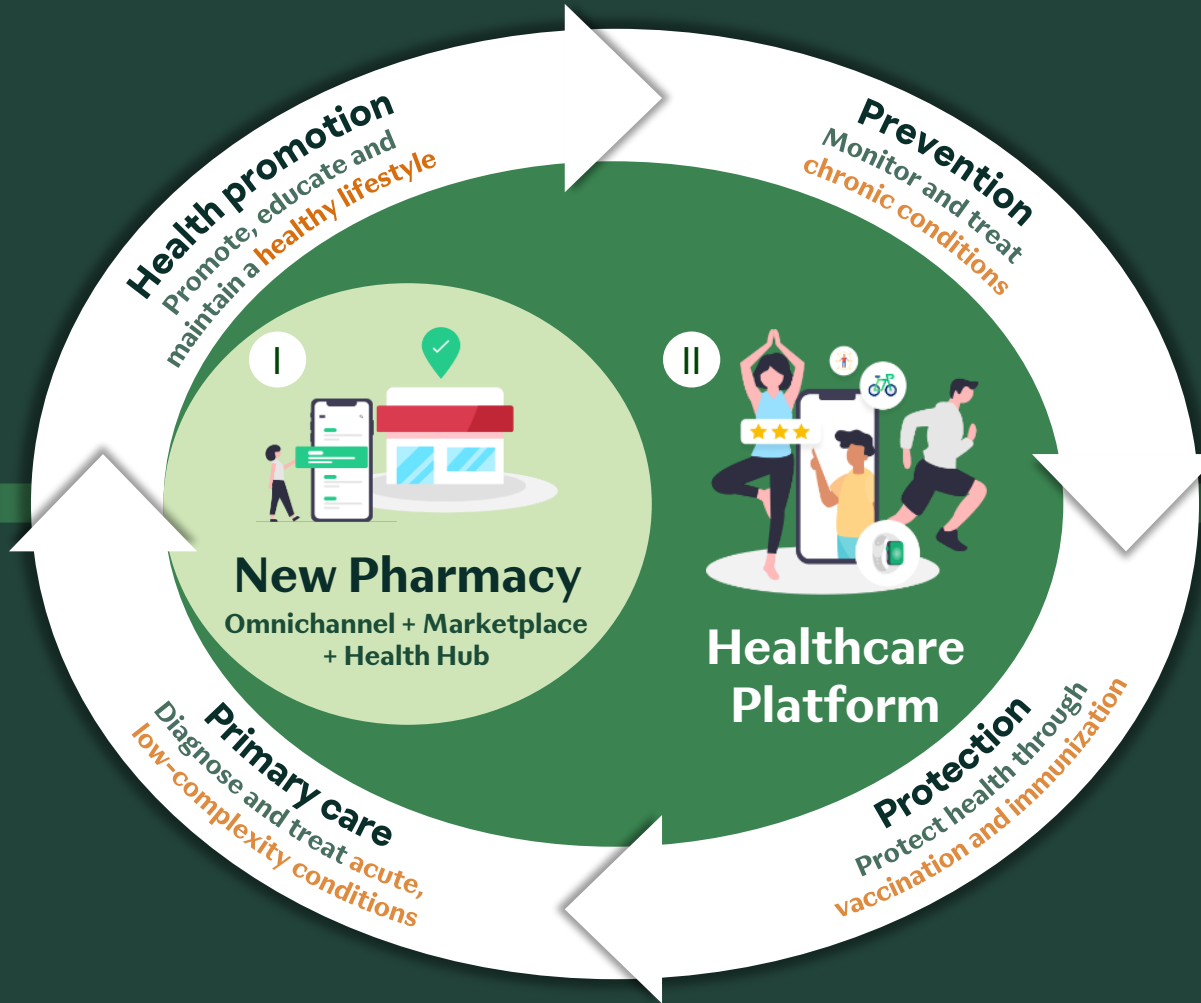 Health promotion
Promote, educate and
maintain a healthy lifestyle
Prevention
Monitor and treat
chronic conditions
I
New Pharmacy
Omnichannel + Marketplace
+ Health Hub
II
Healthcare
Platform
Primary care
Diagnose and treat acute,
low-complexity conditions
Protection
Protect health through
vaccination and immunization